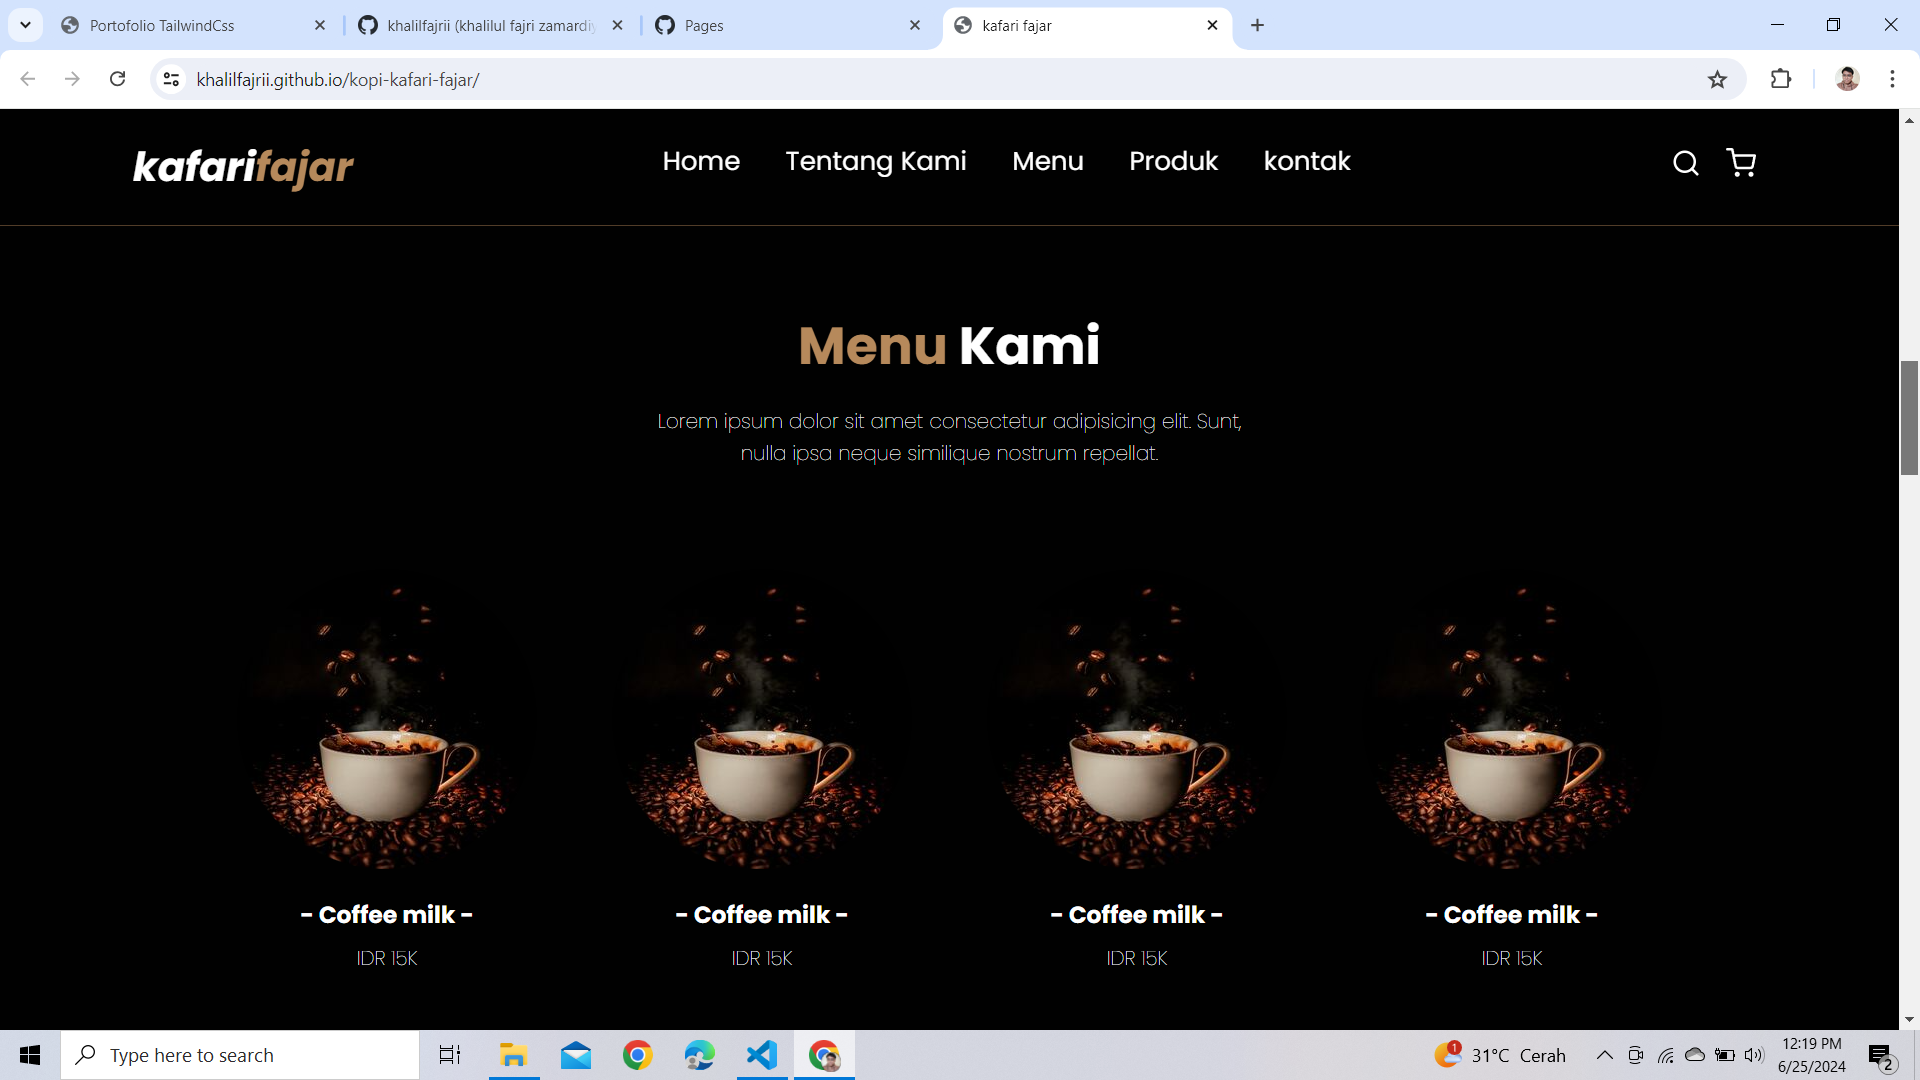 Portofolio TailwindCss
khalilfajrii (khalilul fajri zamardiy
Pages
kafari fajar
khalilfajrii.github.io/kopi-kafari-fajar/
kafarifajar
Home
Tentang Kami
Menu
Produk
kontak
Menu Kami
Lorem ipsum dolor sit amet consectetur adipisicing elit. Sunt,
nulla ipsa neque similique nostrum repellat.
- Coffee milk -
IDR 15K
- Coffee milk -
IDR 15K
- Coffee milk -
IDR 15K
- Coffee milk -
IDR 15K
Type here to search
1
31°C Cerah
12:19 PM
6/25/2024
2